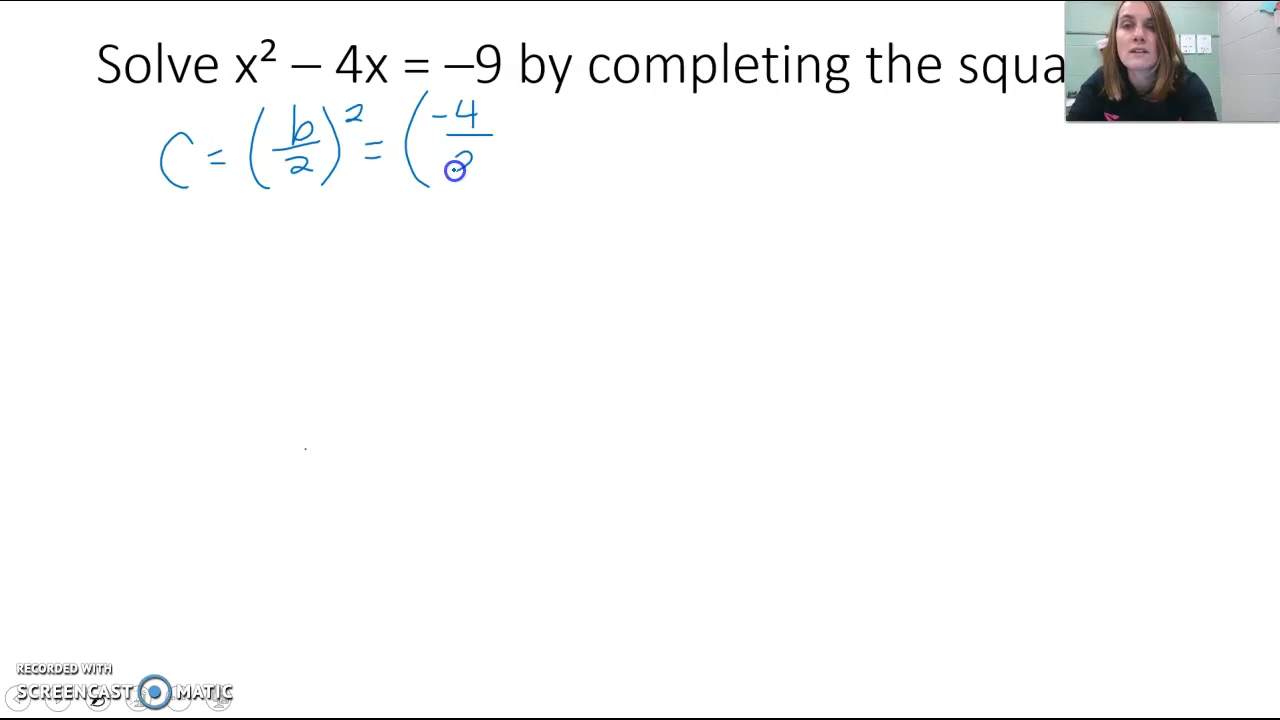 Solve x² – 4x = –9 by completing the squa
C = (b/2)² = (-4/2
RECORDED WITH
SCREENCAST MATIC